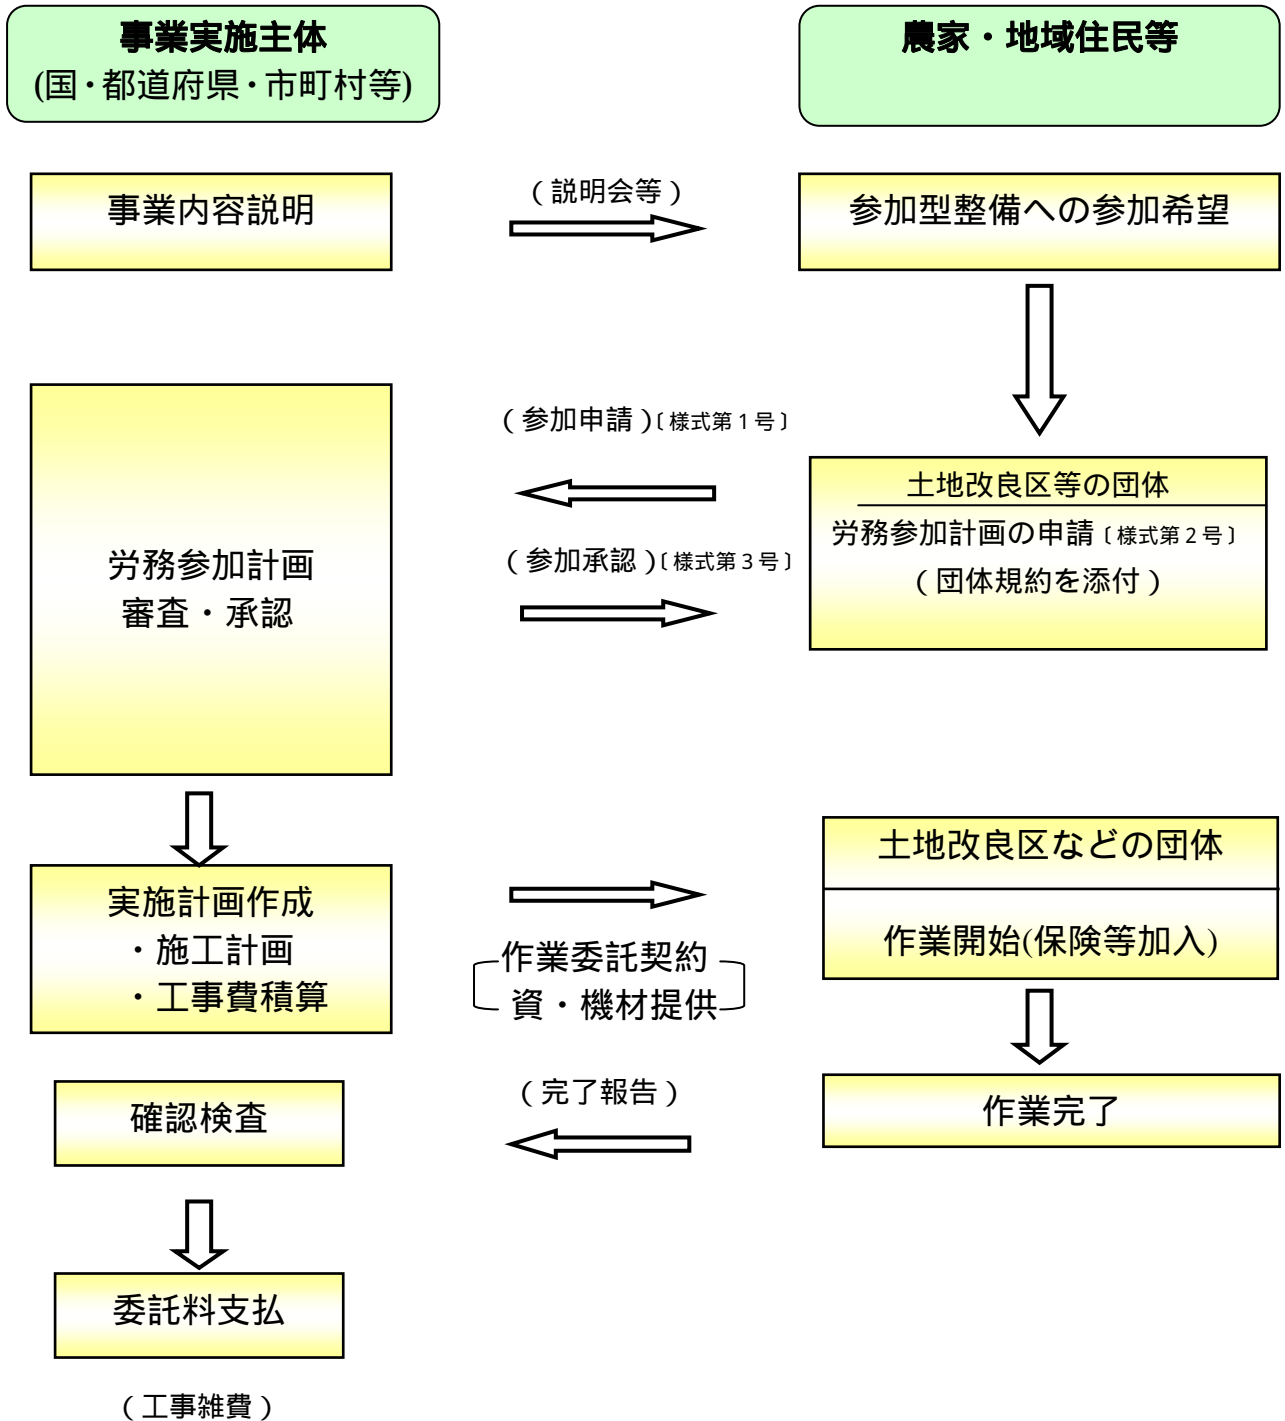 事業実施主体
(国・都道府県・市町村等)
農家・地域住民等
事業内容説明
（説明会等）
参加型整備への参加希望
（参加申請）〔様式第1号〕
土地改良区等の団体
労務参加計画の申請〔様式第2号〕
（団体規約を添付）
労務参加計画
審査・承認
（参加承認）〔様式第3号〕
実施計画作成
・施工計画
・工事費積算
作業委託契約
資・機材提供
土地改良区などの団体
作業開始(保険等加入)
確認検査
（完了報告）
作業完了
委託料支払
（工事雑費）